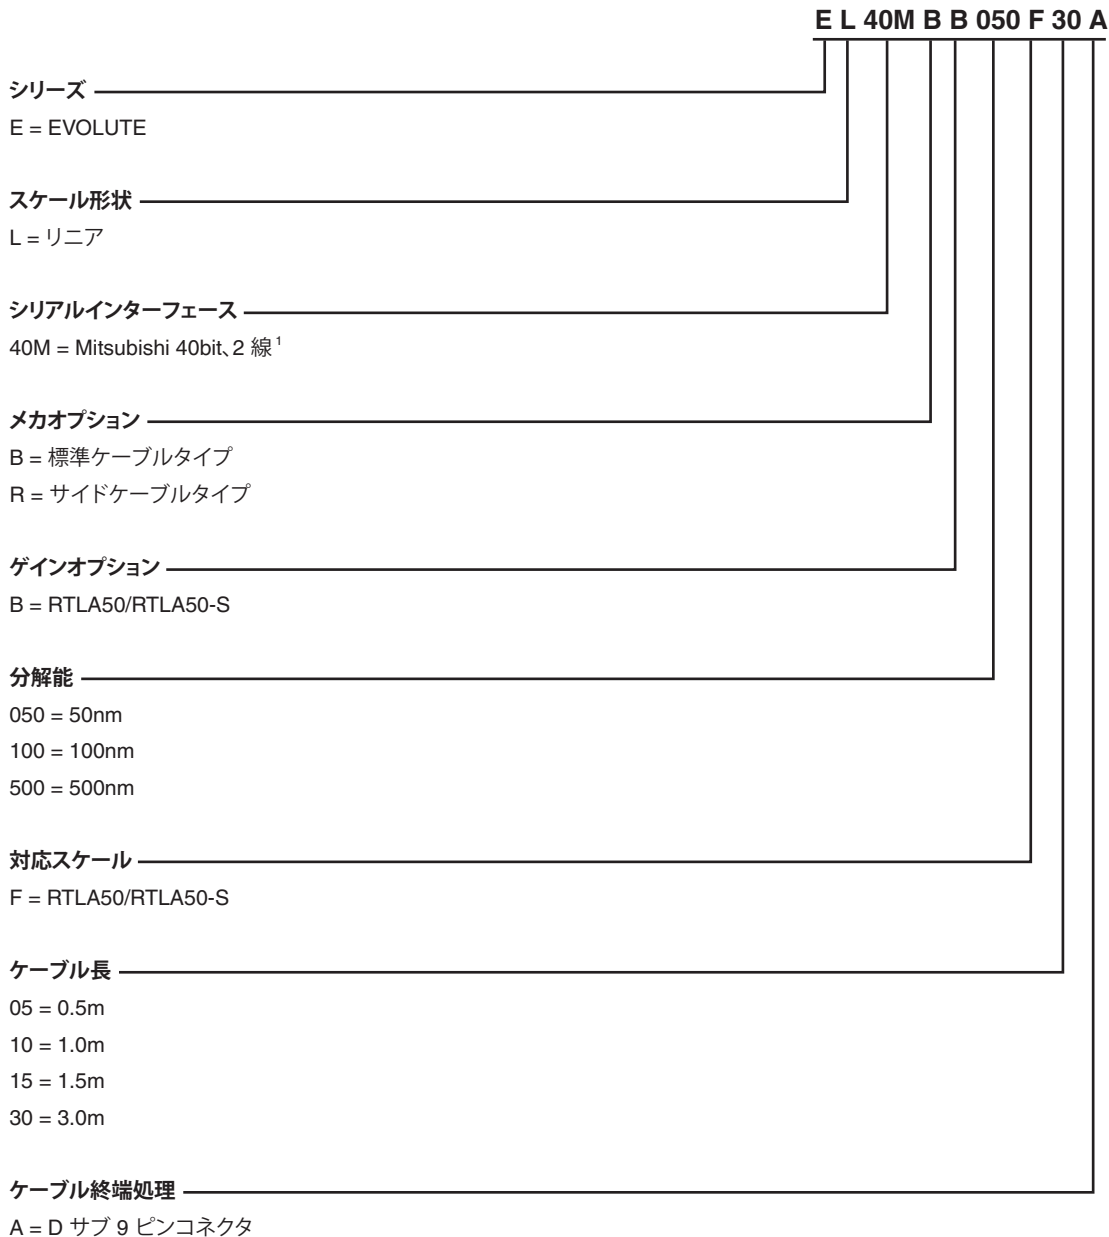 E L 40M B B 050 F 30 A
シリーズ
E = EVOLUTE
スケール形状
L = リニア
シリアルインターフェース
40M = Mitsubishi 40bit、2 線 1
メカオプション
B = 標準ケーブルタイプ
R = サイドケーブルタイプ
ゲインオプション
B = RTLA50/RTLA50-S
分解能
050 = 50nm
100 = 100nm
500 = 500nm
対応スケール
F = RTLA50/RTLA50-S
ケーブル長
05 = 0.5m
10 = 1.0m
15 = 1.5m
30 = 3.0m
ケーブル終端処理
A = D サブ 9 ピンコネクタ